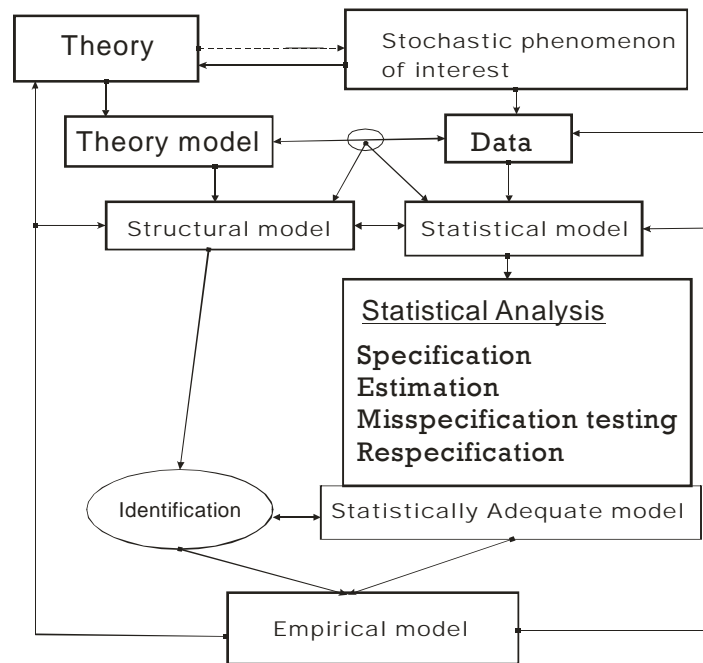 Theory
Stochastic phenomenon
of interest
Theory model
Data
Structural model
Statistical model
Statistical Analysis
Specification
Estimation
Misspecification testing
Respecification
Identification
Statistically Adequate model
Empirical model